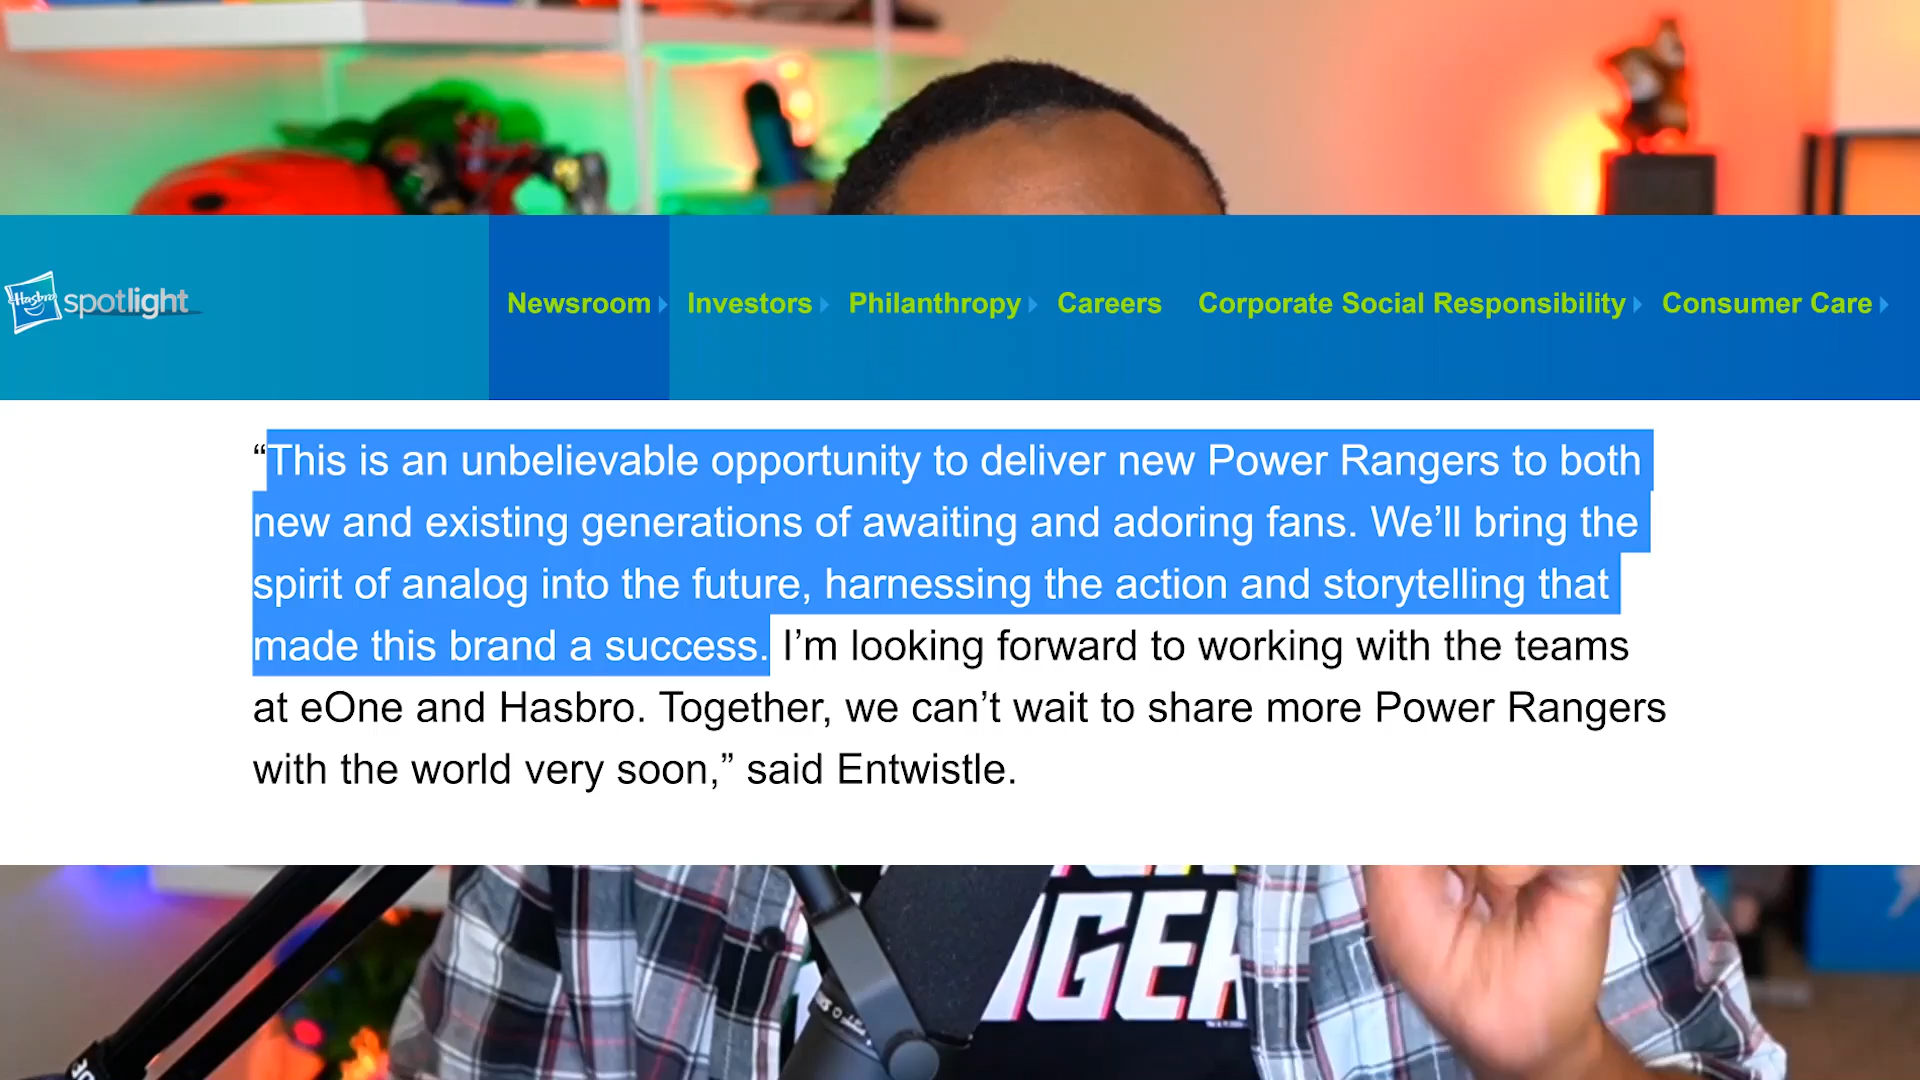 Hasbro spotlight
Newsroom Investors Philanthropy Careers Corporate Social Responsibility Consumer Care
“This is an unbelievable opportunity to deliver new Power Rangers to both
new and existing generations of awaiting and adoring fans. We’ll bring the
spirit of analog into the future, harnessing the action and storytelling that
made this brand a success. I’m looking forward to working with the teams
at eOne and Hasbro. Together, we can’t wait to share more Power Rangers
with the world very soon,” said Entwistle.